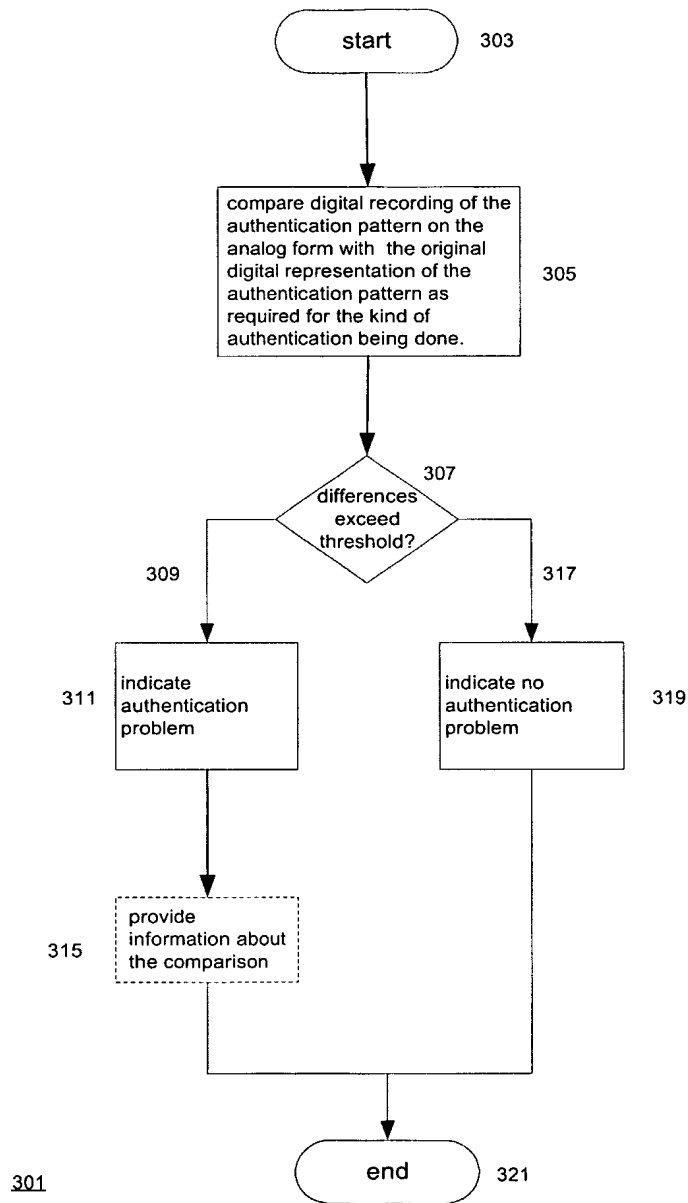 start
303
compare digital recording of the
authentication pattern on the
analog form with the original
digital representation of the
authentication pattern as
required for the kind of
authentication being done.
305
307
differences
exceed
threshold?
309
317
311
indicate
authentication
problem
indicate no
authentication
problem
319
315
provide
information about
the comparison
end
321
301